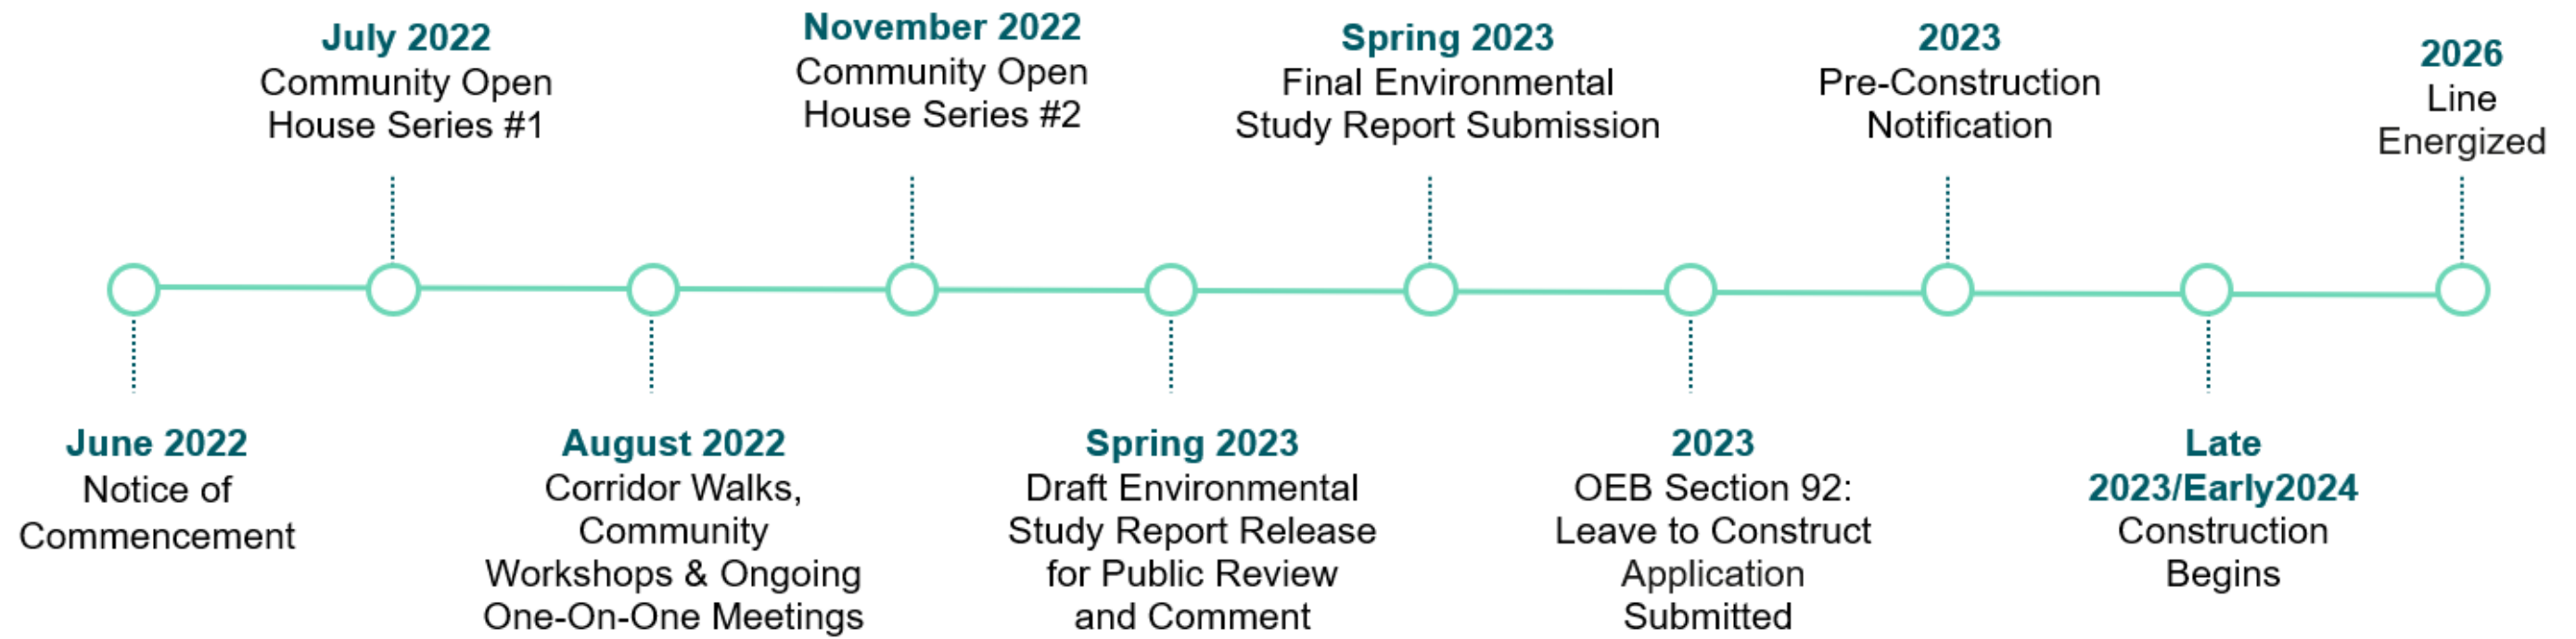 June 2022
Notice of
Commencement
July 2022
Community Open
House Series #1
August 2022
Corridor Walks,
Community
Workshops & Ongoing
One-On-One Meetings
November 2022
Community Open
House Series #2
Spring 2023
Draft Environmental
Study Report Release
for Public Review
and Comment
Spring 2023
Final Environmental
Study Report Submission
2023
OEB Section 92:
Leave to Construct
Application
Submitted
2023
Pre-Construction
Notification
Late
2023/Early2024
Construction
Begins
2026
Line
Energized